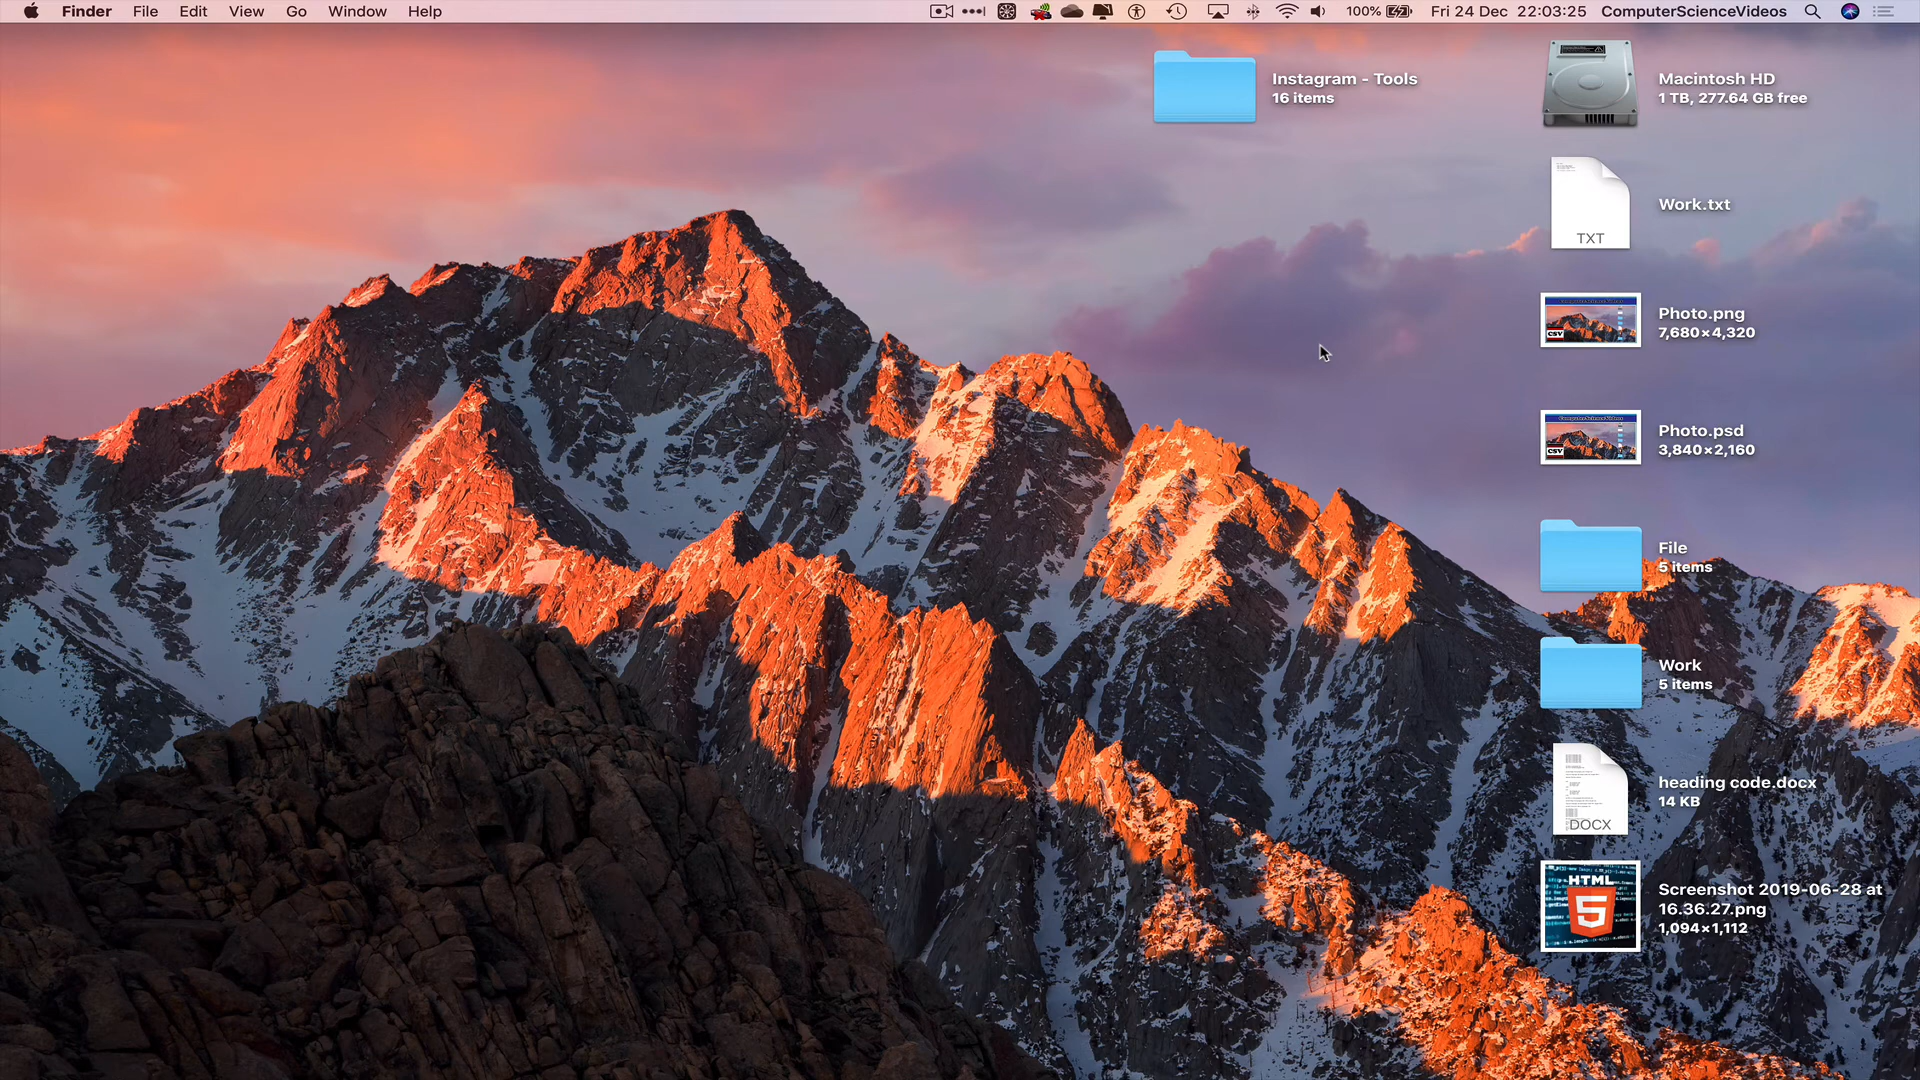 Finder File Edit View Go Window Help 100% Fri 24 Dec 22:03:25 ComputerScienceVideos
Instagram - Tools
16 items
Macintosh HD
1 TB, 277.64 GB free
TXT
Work.txt
CSV
Photo.png
7,680×4,320
CSV
Photo.psd
3,840×2,160
File
5 items
Work
5 items
DOCX
heading code.docx
14 KB
HTML
5
Screenshot 2019-06-28 at
16.36.27.png
1,094×1,112